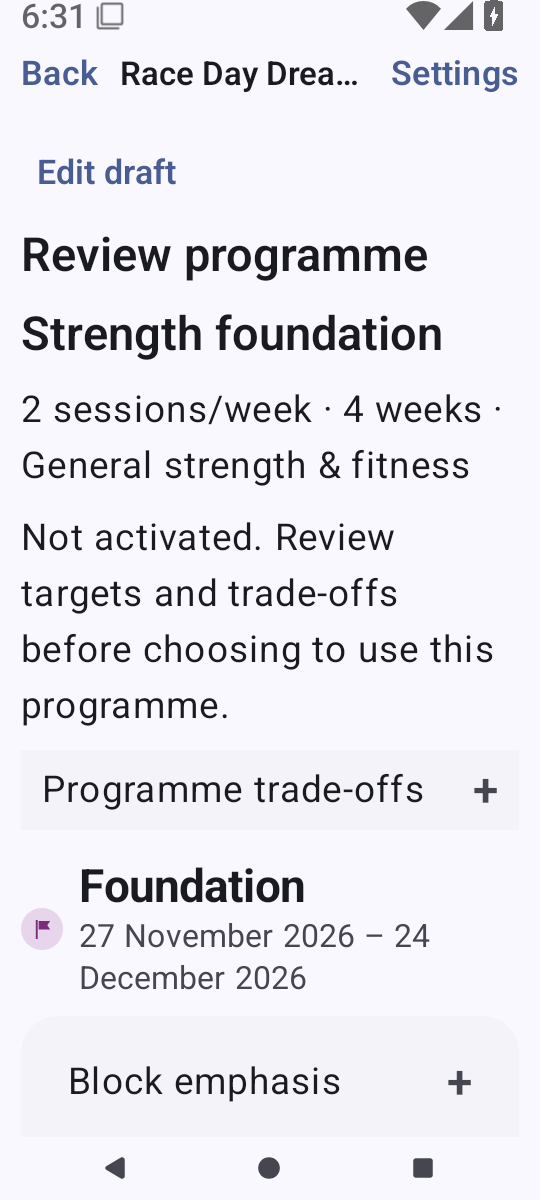 6:31
Back Race Day Drea... Settings
Edit draft
Review programme
Strength foundation
2 sessions/week · 4 weeks ·
General strength & fitness
Not activated. Review
targets and trade-offs
before choosing to use this
programme.
Programme trade-offs +
Foundation
27 November 2026 – 24
December 2026
Block emphasis +